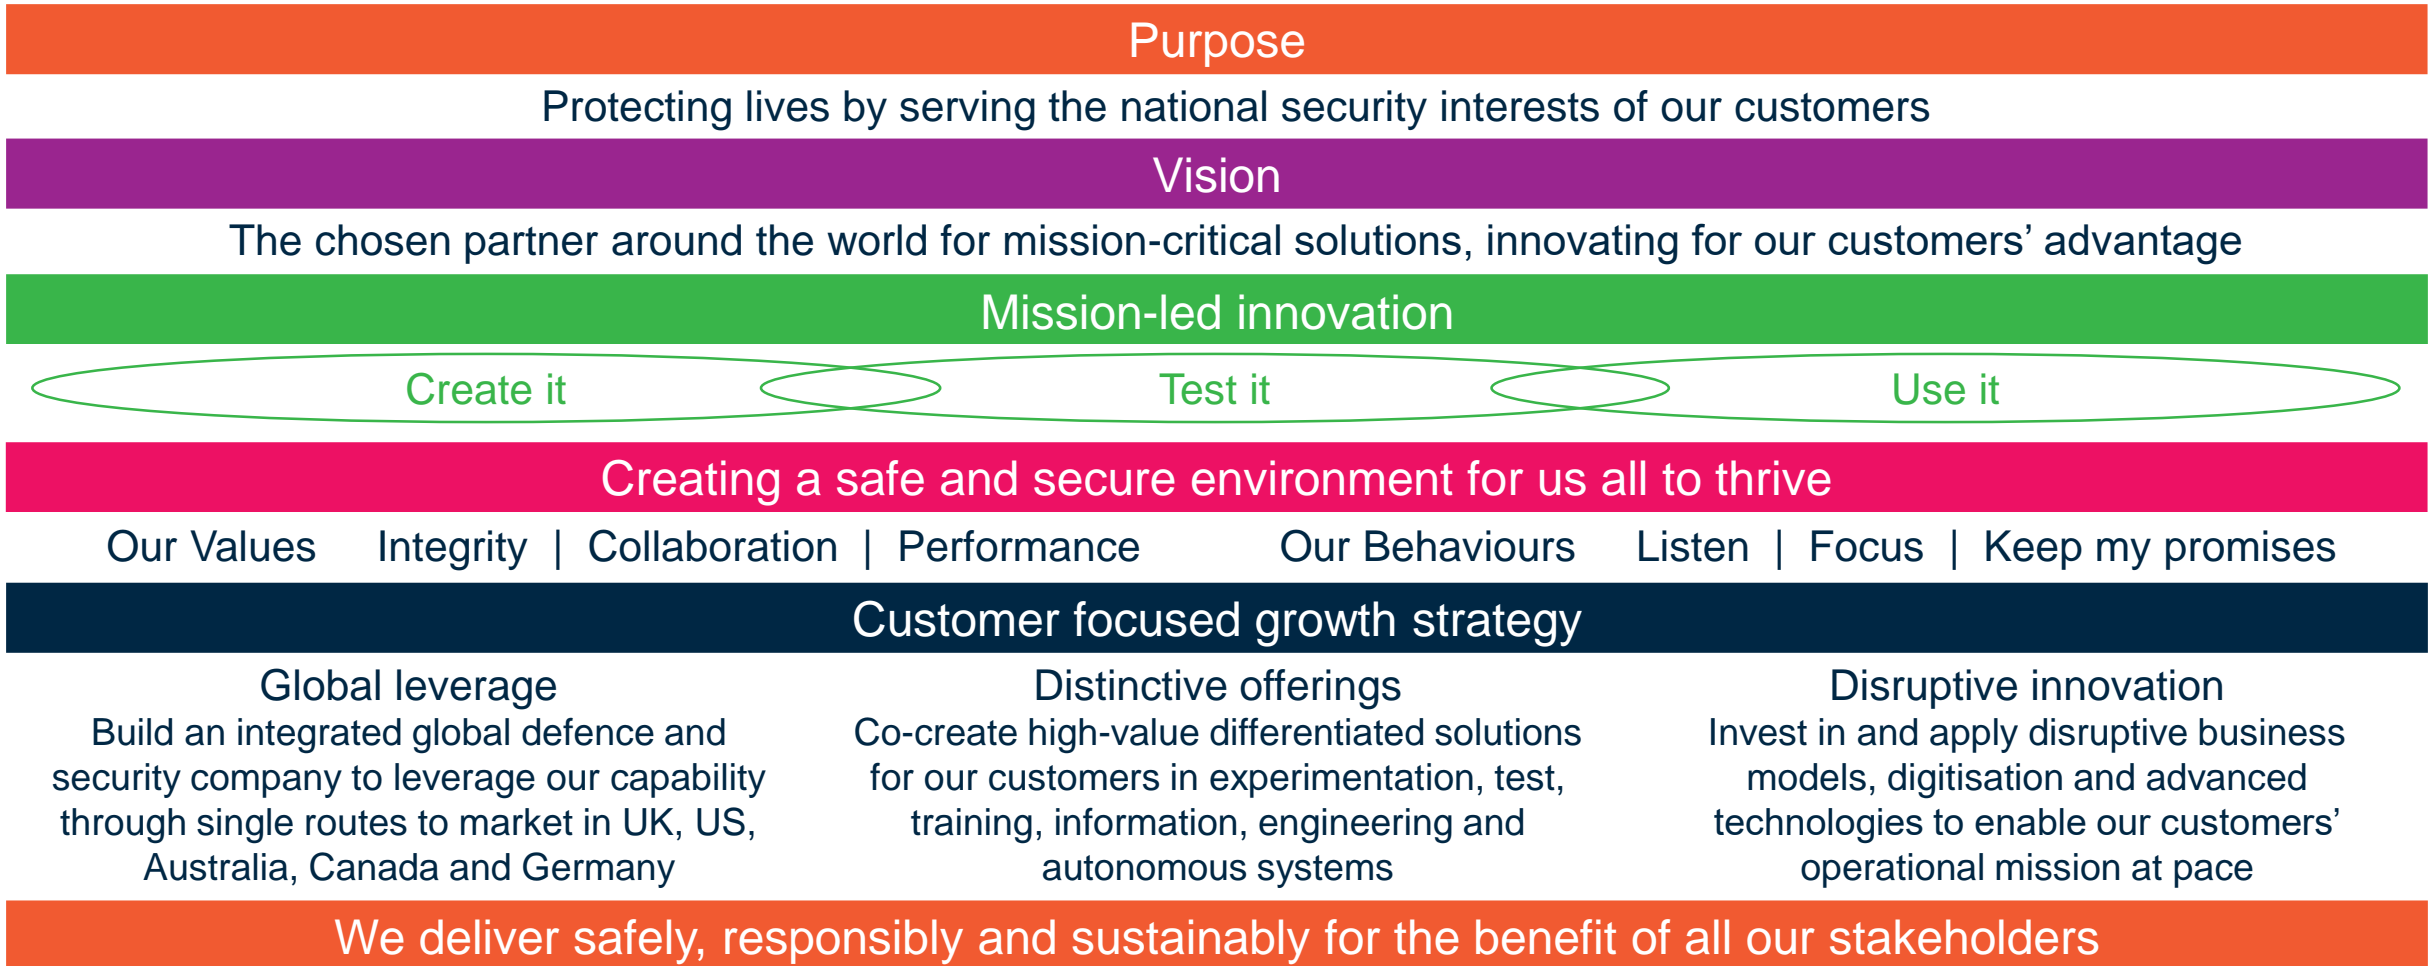 Purpose
Protecting lives by serving the national security interests of our customers
Vision
The chosen partner around the world for mission-critical solutions, innovating for our customers’ advantage
Mission-led innovation
Create it
Test it
Use it
Creating a safe and secure environment for us all to thrive
Our Values Integrity | Collaboration | Performance
Our Behaviours Listen | Focus | Keep my promises
Customer focused growth strategy
Global leverage
Build an integrated global defence and
security company to leverage our capability
through single routes to market in UK, US,
Australia, Canada and Germany
Distinctive offerings
Co-create high-value differentiated solutions
for our customers in experimentation, test,
training, information, engineering and
autonomous systems
Disruptive innovation
Invest in and apply disruptive business
models, digitisation and advanced
technologies to enable our customers’
operational mission at pace
We deliver safely, responsibly and sustainably for the benefit of all our stakeholders